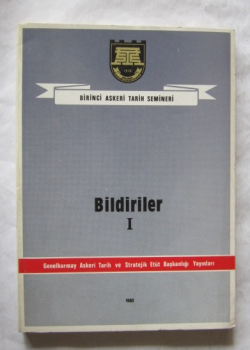 BİRİNCİ ASKERİ TARİH SEMİNERİ
Bildiriler
I
Genelkurmay Askeri Tarih ve Stratejik Etüt Başkanlığı Yayınları